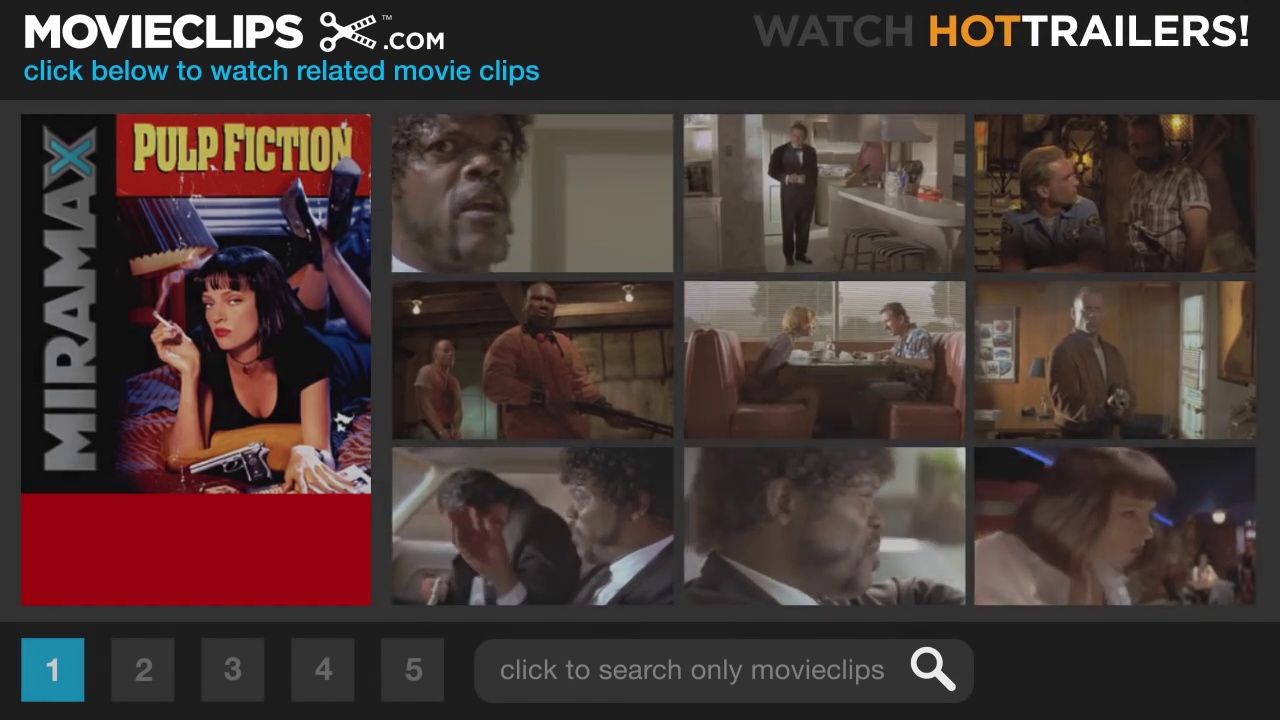 MOVIECLIPS ™ .COM
click below to watch related movie clips
WATCH HOTTRAILERS!
MIRAMAX
PULP FICTION
1 2 3 4 5
click to search only movieclips